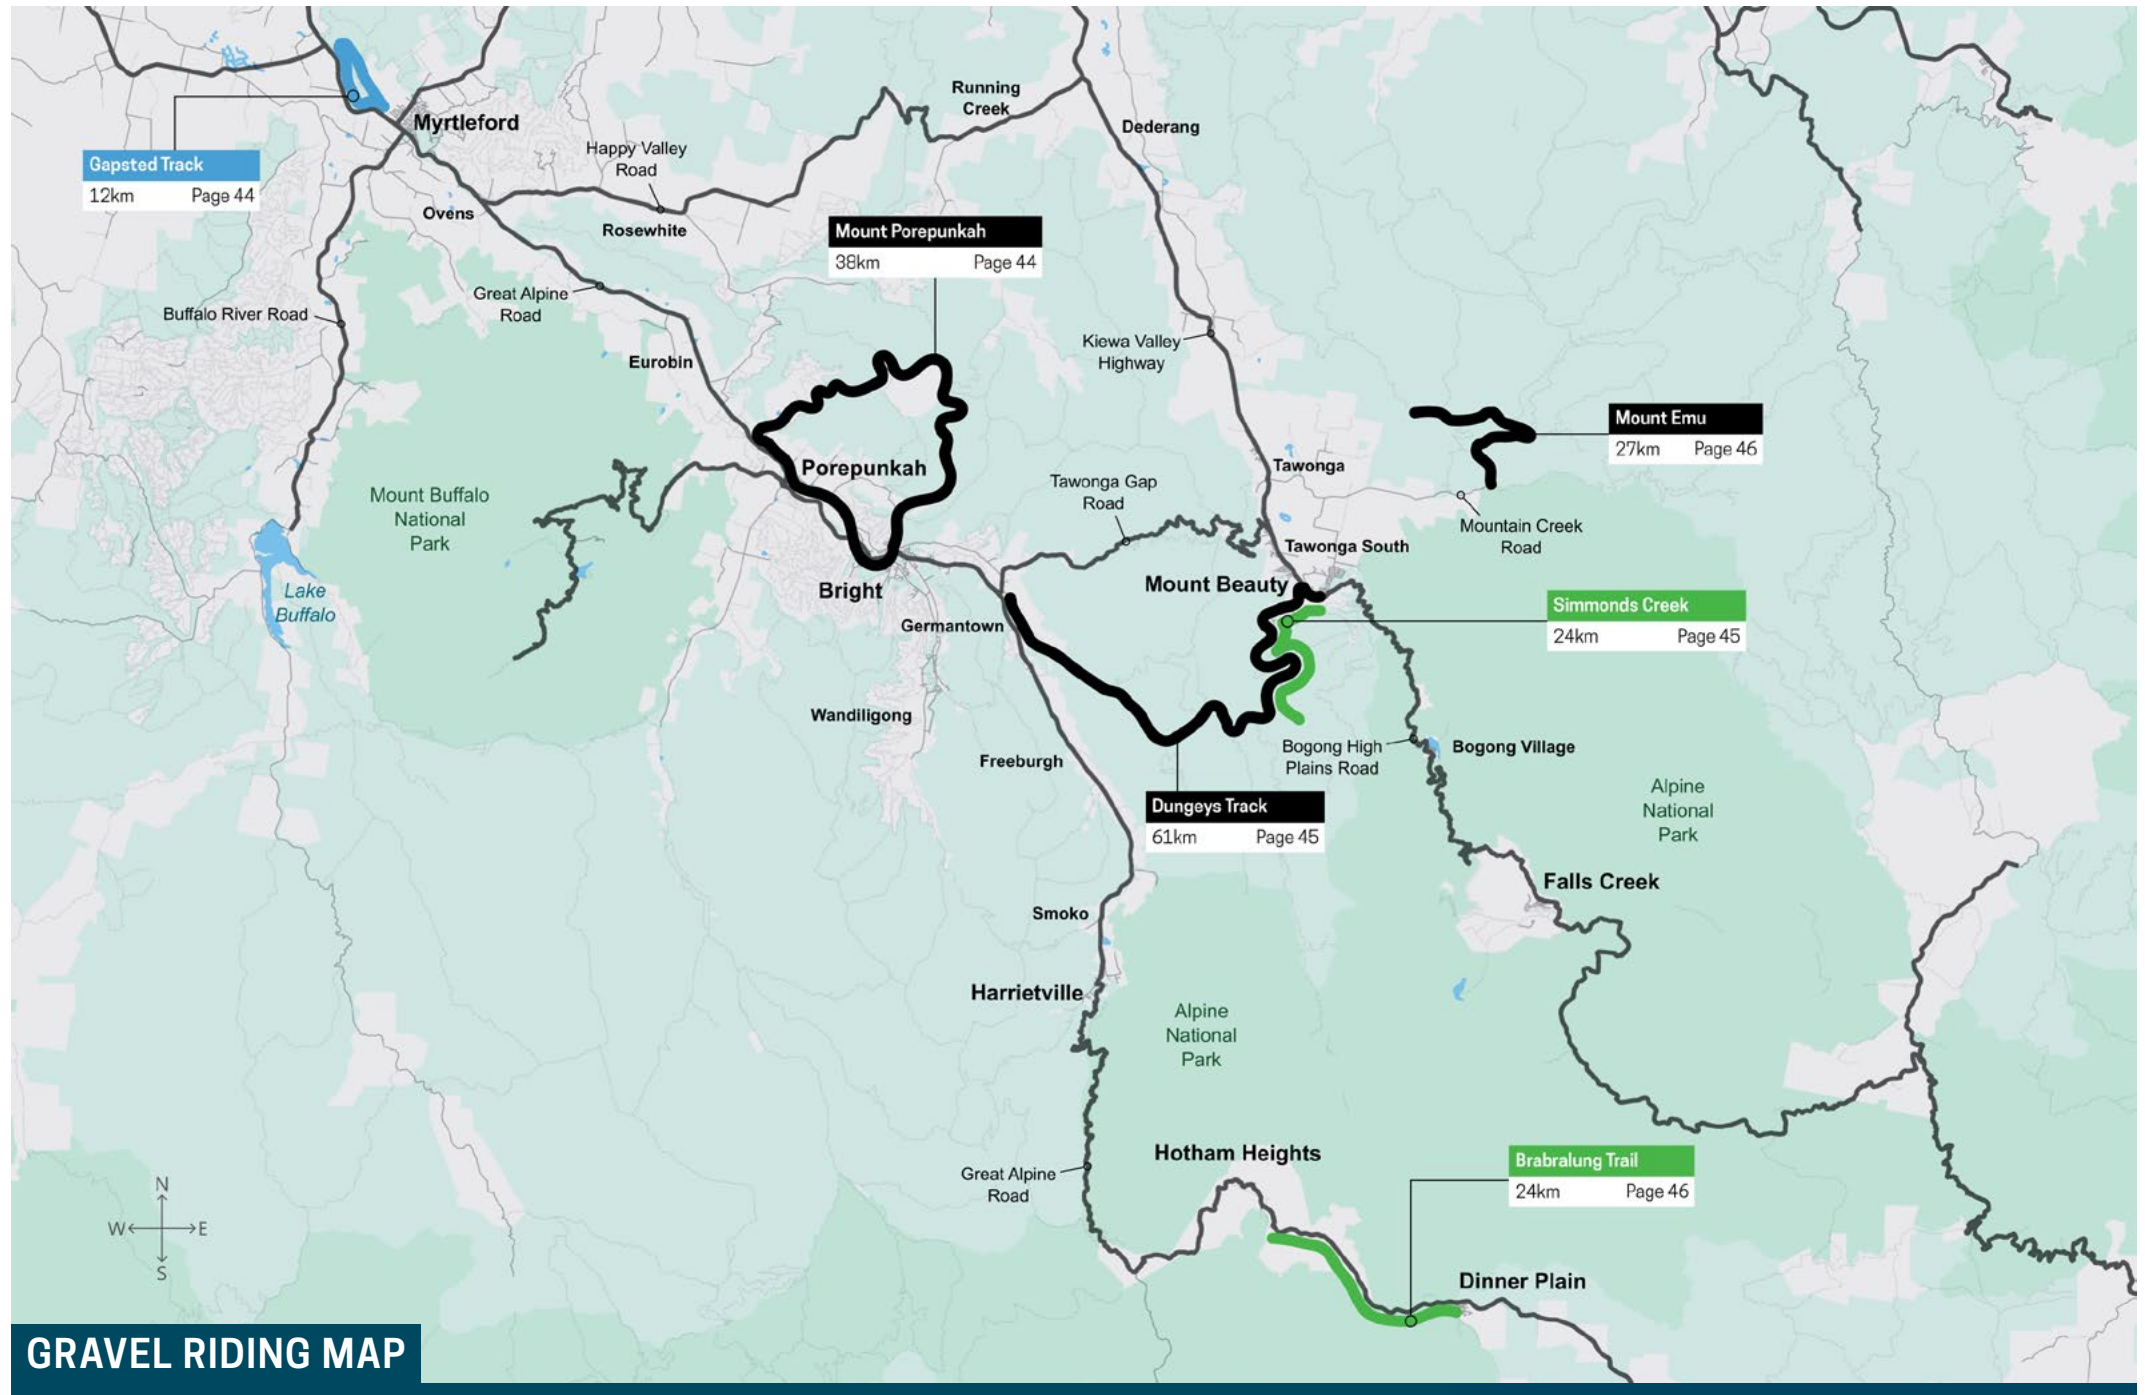 Running
Creek
Myrtleford
Dederang
Happy Valley
Road
Gapsted Track
12km Page 44
Ovens
Rosewhite
Mount Porepunkah
38km Page 44
Great Alpine
Road
Buffalo River Road
Kiewa Valley
Highway
Eurobin
Mount Emu
27km Page 46
Porepunkah
Tawonga
Tawonga Gap
Road
Mount Buffalo
National
Park
Mountain Creek
Road
Tawonga South
Mount Beauty
Bright
Lake
Buffalo
Germantown
Simmonds Creek
24km Page 45
Wandiligong
Freeburgh
Bogong High
Plains Road
Bogong Village
Dungeys Track
61km Page 45
Alpine
National
Park
Falls Creek
Smoko
Harrietville
Alpine
National
Park
Hotham Heights
Great Alpine
Road
Brabralung Trail
24km Page 46
N
W E
S
Dinner Plain
GRAVEL RIDING MAP